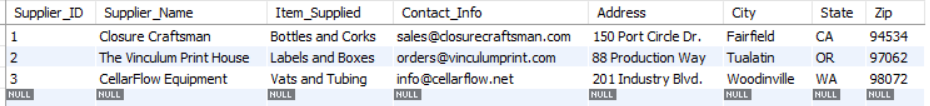 Supplier_ID Supplier_Name Item_Supplied Contact_Info Address City State Zip
1 Closure Craftsman Bottles and Corks sales@closurecraftsman.com 150 Port Circle Dr. Fairfield CA 94534
2 The Vinculum Print House Labels and Boxes orders@vinculumprint.com 88 Production Way Tualatin OR 97062
3 CellarFlow Equipment Vats and Tubing info@cellarflow.net 201 Industry Blvd. Woodinville WA 98072
NULL NULL NULL NULL NULL NULL NULL NULL